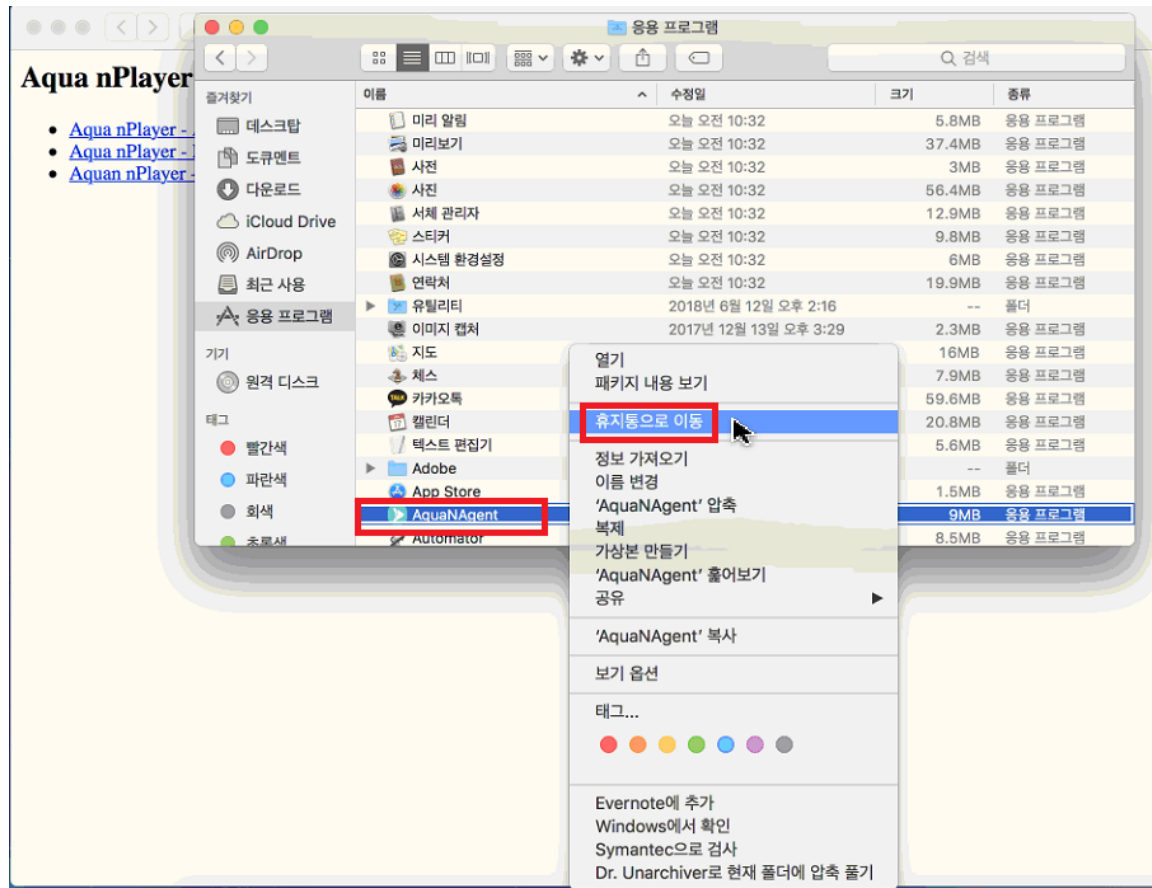 응용 프로그램
검색
Aqua nPlayer
Aqua nPlayer -
Aqua nPlayer -
Aquan nPlayer -
즐겨찾기
데스크탑
도큐멘트
다운로드
iCloud Drive
AirDrop
최근 사용
응용 프로그램
기기
원격 디스크
태그
빨간색
파란색
회색
초록색
이름 수정일 크기 종류
미리 알림 오늘 오전 10:32 5.8MB 응용 프로그램
미리보기 오늘 오전 10:32 37.4MB 응용 프로그램
사전 오늘 오전 10:32 3MB 응용 프로그램
사진 오늘 오전 10:32 56.4MB 응용 프로그램
서체 관리자 오늘 오전 10:32 12.9MB 응용 프로그램
스티커 오늘 오전 10:32 9.8MB 응용 프로그램
시스템 환경설정 오늘 오전 10:32 6MB 응용 프로그램
연락처 오늘 오전 10:32 19.9MB 응용 프로그램
유틸리티 2018년 6월 12일 오후 2:16 -- 폴더
이미지 캡처 2017년 12월 13일 오후 3:29 2.3MB 응용 프로그램
지도 16MB 응용 프로그램
체스 7.9MB 응용 프로그램
카카오톡 59.6MB 응용 프로그램
캘린더 20.8MB 응용 프로그램
텍스트 편집기 5.6MB 응용 프로그램
Adobe -- 폴더
App Store 1.5MB 응용 프로그램
AquaNAgent 9MB 응용 프로그램
Automator 8.5MB 응용 프로그램
열기
패키지 내용 보기
휴지통으로 이동
정보 가져오기
이름 변경
‘AquaNAgent’ 압축
복제
가상본 만들기
‘AquaNAgent’ 훑어보기
공유
‘AquaNAgent’ 복사
보기 옵션
태그...
Evernote에 추가
Windows에서 확인
Symantec으로 검사
Dr. Unarchiver로 현재 폴더에 압축 풀기